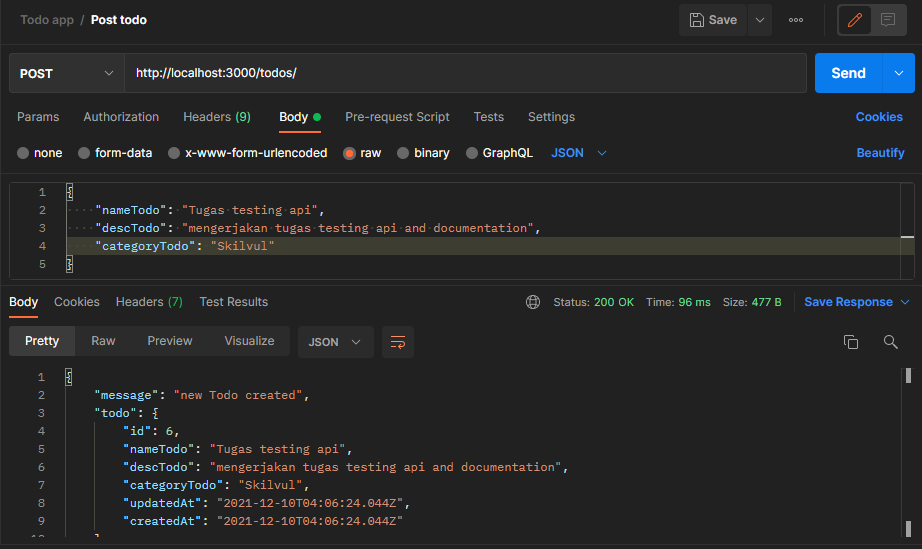 Todo app / Post todo Save
POST http://localhost:3000/todos/ Send
Params Authorization Headers (9) Body Pre-request Script Tests Settings Cookies
none form-data x-www-form-urlencoded raw binary GraphQL JSON Beautify
1 {
2 "nameTodo": "Tugas testing api",
3 "descTodo": "mengerjakan tugas testing api and documentation",
4 "categoryTodo": "Skilvul"
5 }
Body Cookies Headers (7) Test Results Status: 200 OK Time: 96 ms Size: 477 B Save Response
Pretty Raw Preview Visualize JSON
1 {
2 "message": "new Todo created",
3 "todo": {
4 "id": 6,
5 "nameTodo": "Tugas testing api",
6 "descTodo": "mengerjakan tugas testing api and documentation",
7 "categoryTodo": "Skilvul",
8 "updatedAt": "2021-12-10T04:06:24.044Z",
9 "createdAt": "2021-12-10T04:06:24.044Z"